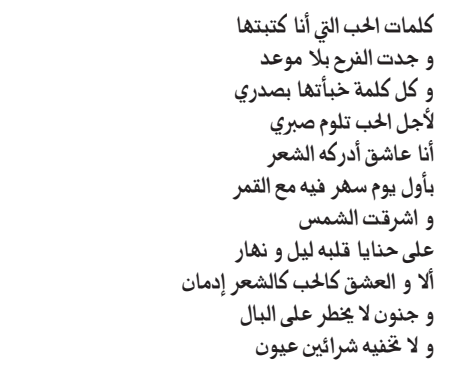 كلمات الحب التي أنا كتبتها
و جدت الفرح بلا موعد
و كل كلمة خبأتها بصدري
لأجل الحب تلوم صبري
أنا عاشق أدركه الشعر
بأول يوم سهر فيه مع القمر
و اشرقت الشمس
على حنايا قلبه ليل و نهار
ألا و العشق كالحب كالشعر إدمان
و جنون لا يخطر على البال
و لا تخفيه شرائين عيون